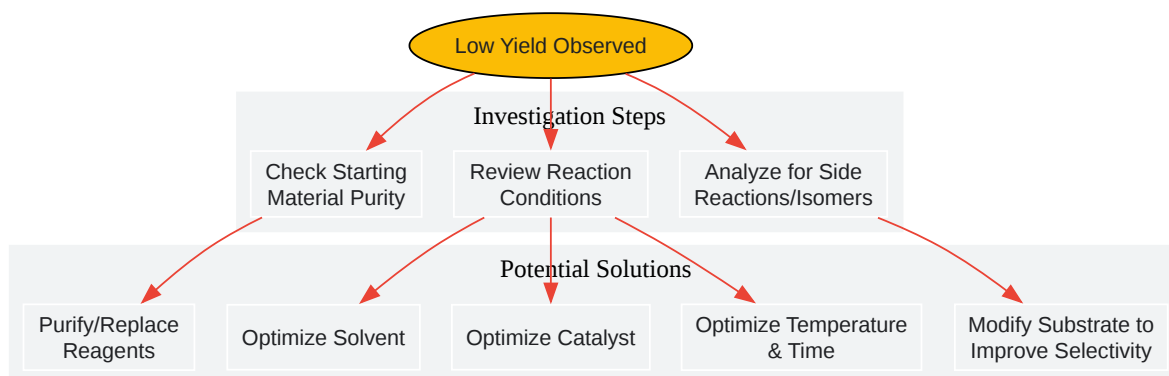 Low Yield Observed
Investigation Steps
Check Starting
Material Purity
Review Reaction
Conditions
Analyze for Side
Reactions/Isomers
Potential Solutions
Purify/Replace
Reagents
Optimize Solvent
Optimize Catalyst
Optimize Temperature
& Time
Modify Substrate to
Improve Selectivity